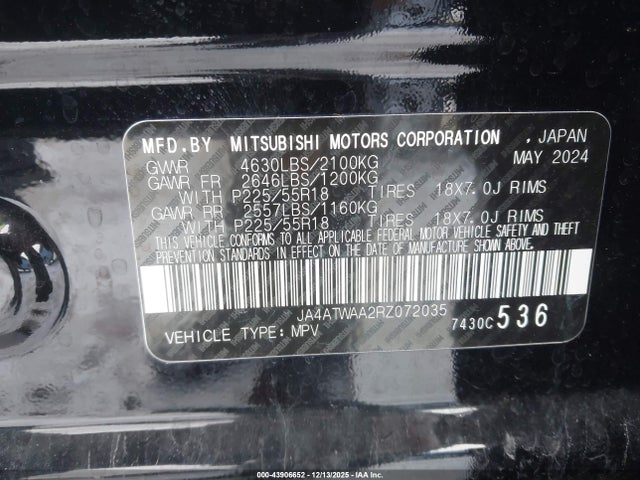 MFD.BY MITSUBISHI MOTORS CORPORATION , JAPAN
GVWR 4630LBS/2100KG MAY 2024
GAWR FR 2646LBS/1200KG
WITH P225/55R18 TIRES 18X7.0J RIMS
GAWR RR 2557LBS/1160KG
WITH P225/55R18 TIRES 18X7.0J RIMS
THIS VEHICLE CONFORMS TO ALL APPLICABLE FEDERAL MOTOR VEHICLE SAFETY AND THEFT
PREVENTION STANDARDS IN EFFECT ON THE DATE OF MANUFACTURE SHOWN ABOVE.
JA4ATWAA2RZ072035
VEHICLE TYPE: MPV 7430C 536
000-43906652 - 12/13/2025 - © IAA Holdings, LLC